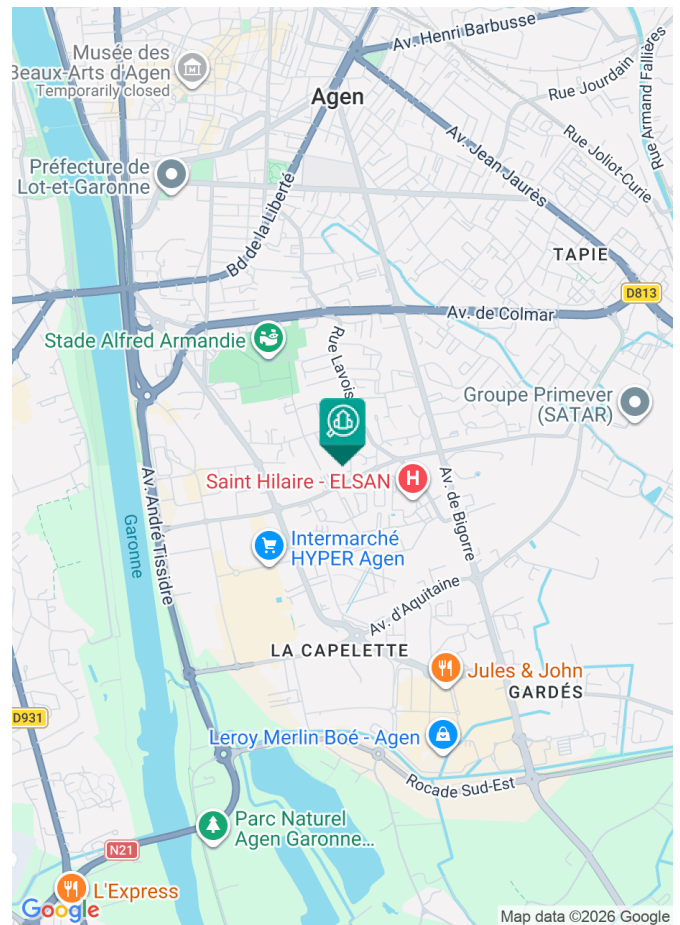 Av. Henri Barbusse
Musée des
Beaux-Arts d'Agen
Temporarily closed
Rue Jourdain
Rue Armand Fallières
Agen
Av. Jean Jaurès
Rue Joliot-Curie
Préfecture de
Lot-et-Garonne
Bd de la Liberté
TAPIE
D813
Av. de Colmar
Stade Alfred Armandie
Rue Lavois
Groupe Primever
(SATAR)
Saint Hilaire - ELSAN
H
Av. de Bigorre
Av. André Tissidre
Garonne
Intermarché
HYPER Agen
Av. d'Aquitaine
LA CAPELETTE
Jules & John
GARDÉS
D931
Leroy Merlin Boé - Agen
Rocade Sud-Est
Parc Naturel
Agen Garonne...
N21
L'Express
Google
Map data ©2026 Google